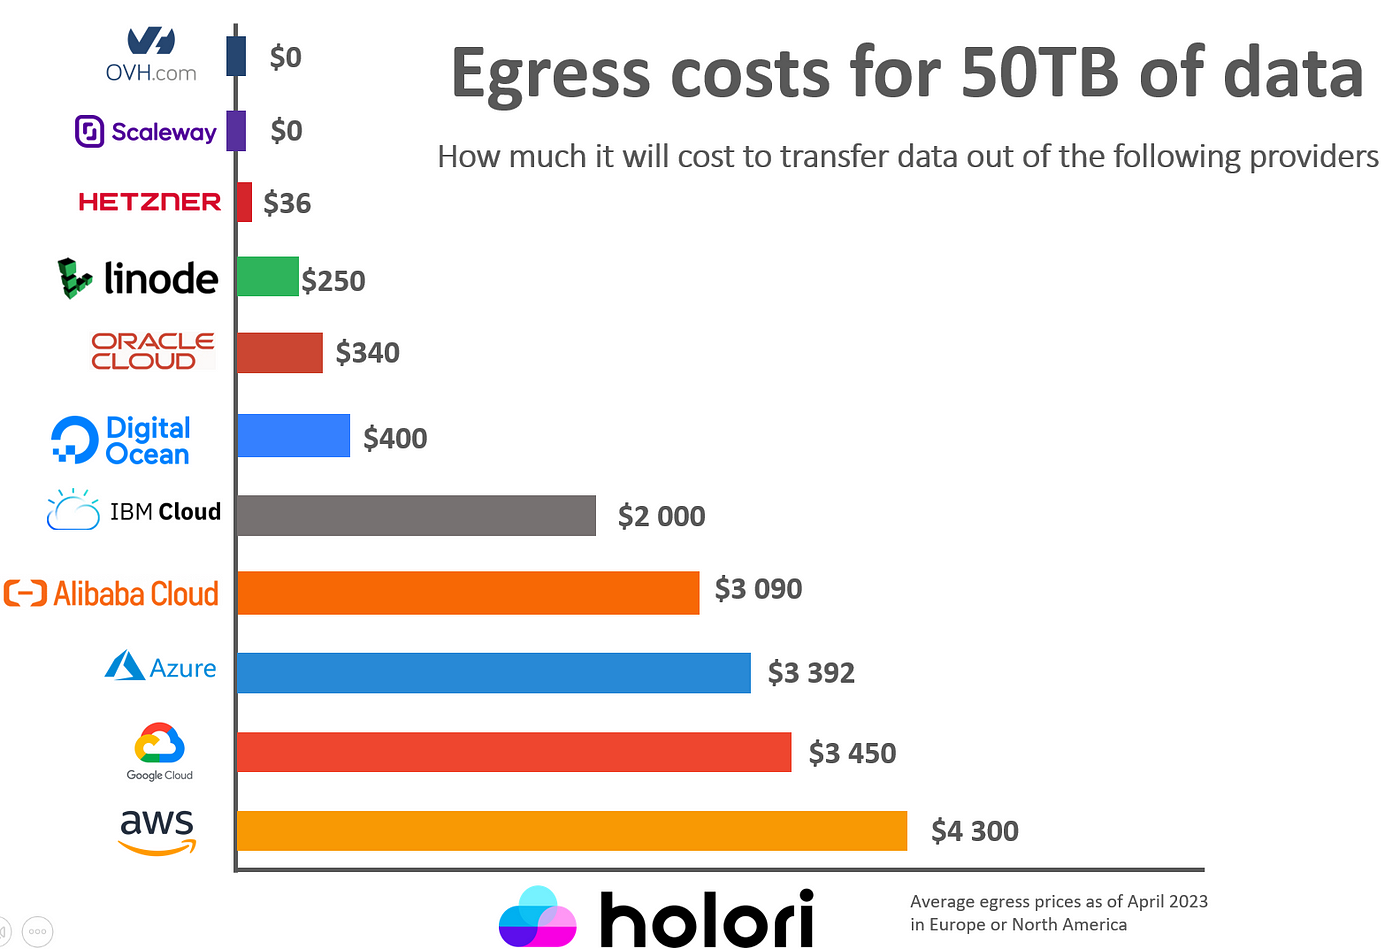 Egress costs for 50TB of data
How much it will cost to transfer data out of the following providers
OVH.com
$0
Scaleway
$0
HETZNER
$36
linode
$250
ORACLE
CLOUD
$340
Digital
Ocean
$400
IBM Cloud
$2 000
Alibaba Cloud
$3 090
Azure
$3 392
Google Cloud
$3 450
aws
$4 300
holori
Average egress prices as of April 2023
in Europe or North America